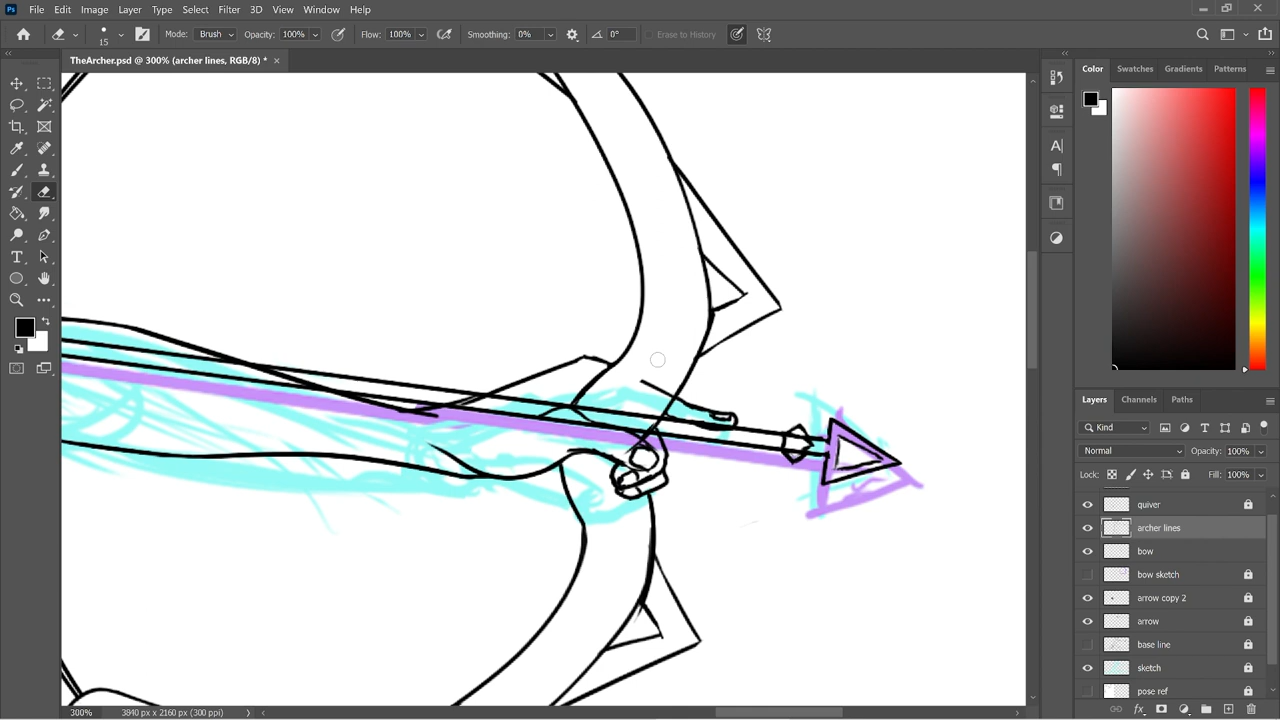 Ps File Edit Image Layer Type Select Filter 3D View Window Help
15 Mode: Brush Opacity: 100% Flow: 100% Smoothing: 0% 0° Erase to History
TheArcher.psd @ 300% (archer lines, RGB/8) *
Color Swatches Gradients Patterns
Layers Channels Paths
Kind
Normal Opacity: 100%
Lock: Fill: 100%
quiver
archer lines
bow
bow sketch
arrow copy 2
arrow
base line
sketch
pose ref
300% 3840 px x 2160 px (300 ppi)